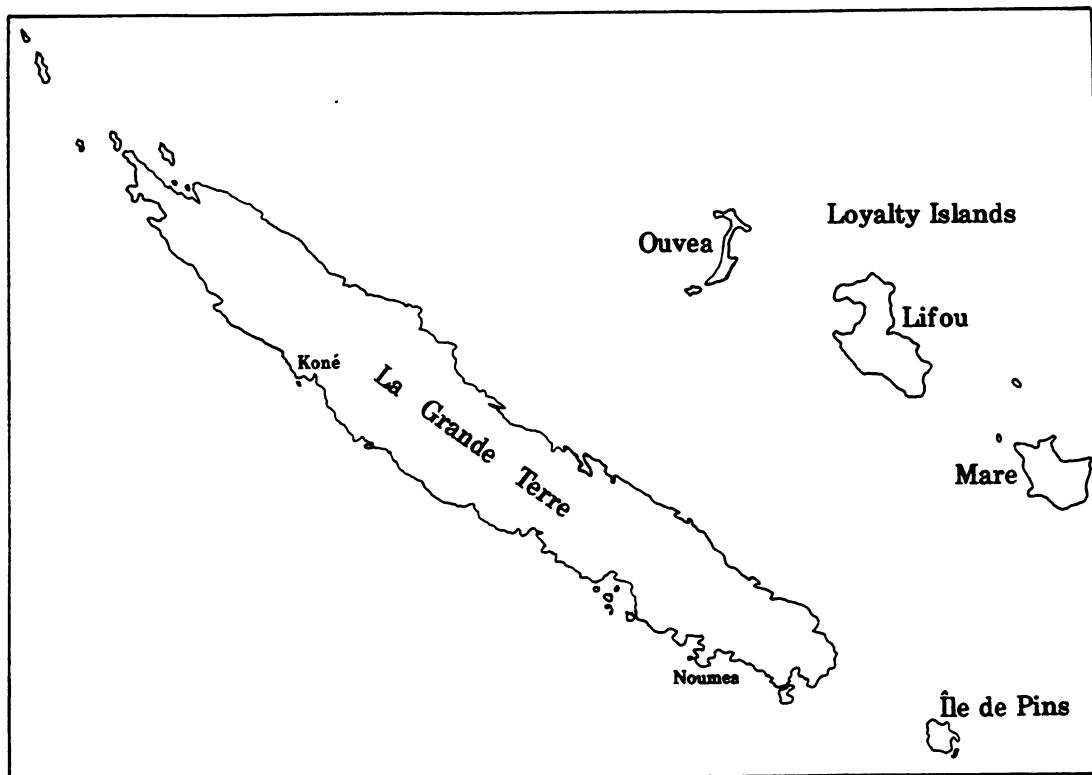 Loyalty Islands
Ouvea
Lifou
Koné
La Grande Terre
Mare
Noumea
Île de Pins